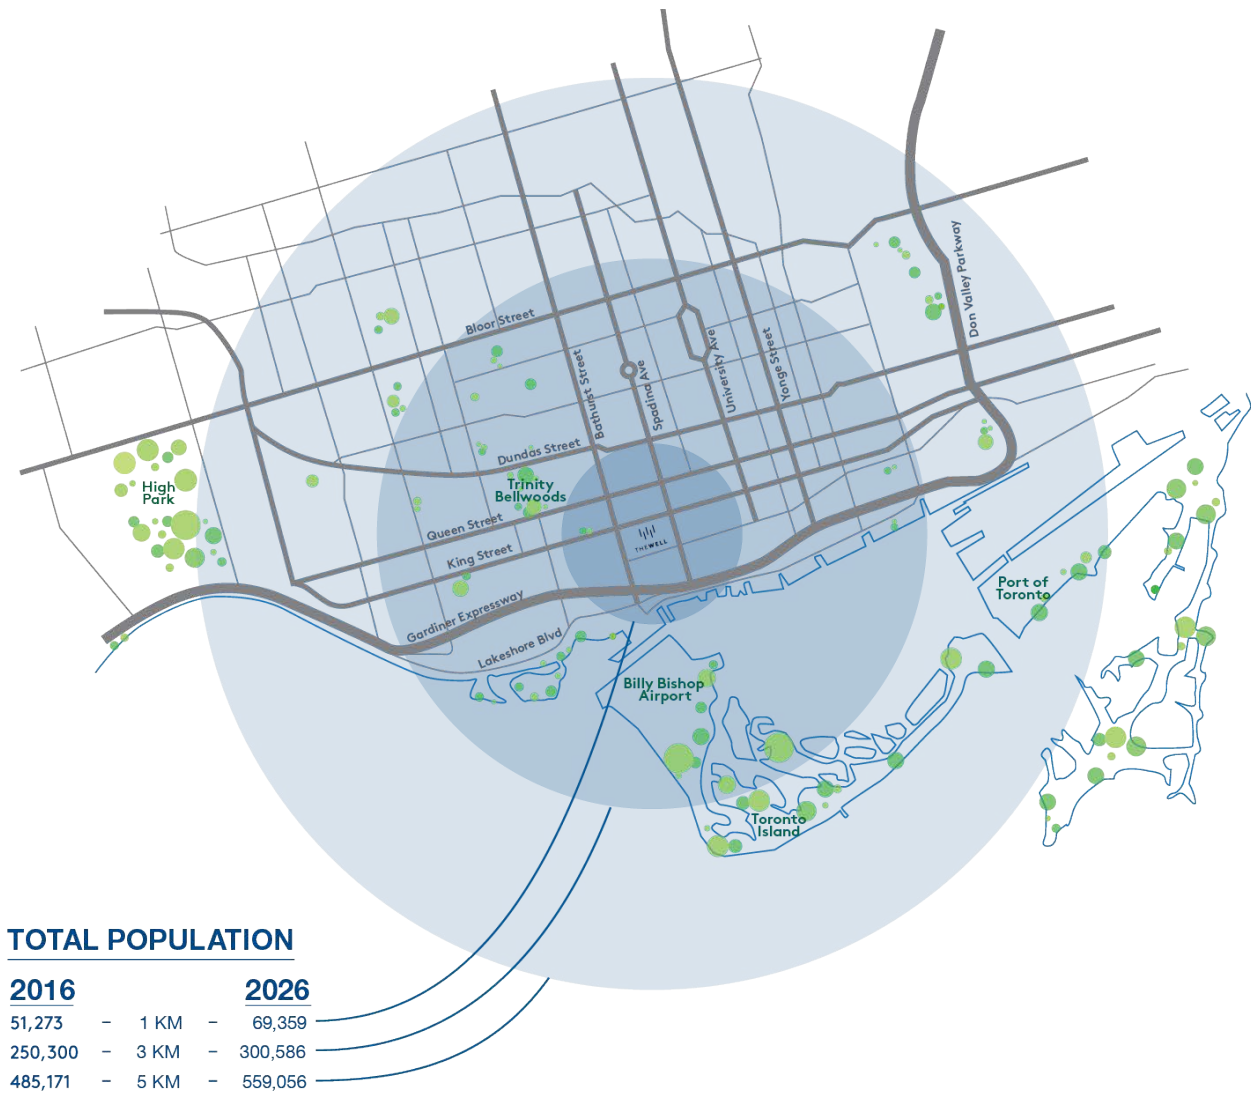 Bloor Street
Don Valley Parkway
Bathurst Street
Spadina Ave
University Ave
Yonge Street
Dundas Street
High
Park
Trinity
Bellwoods
Queen Street
THEWELL
King Street
Port of
Toronto
Gardiner Expressway
Lakeshore Blvd
Billy Bishop
Airport
Toronto
Island
TOTAL POPULATION
2016 2026
51,273 – 1 KM – 69,359
250,300 – 3 KM – 300,586
485,171 – 5 KM – 559,056